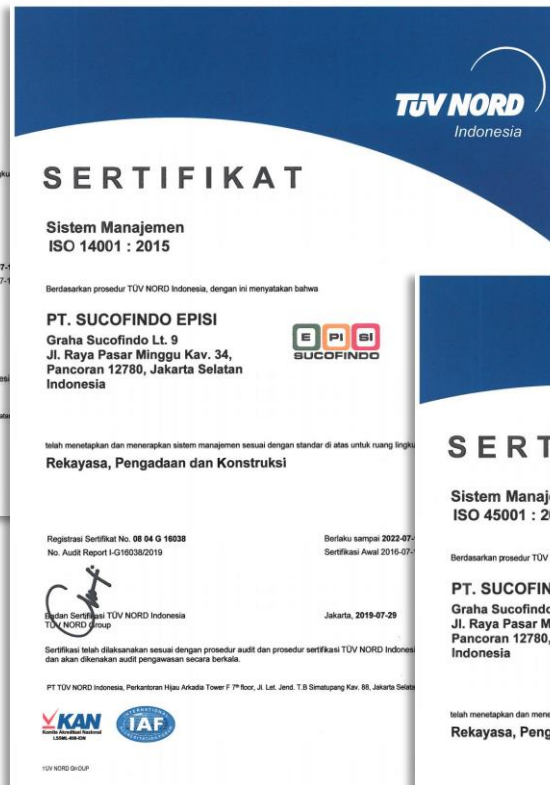 TÜV NORD
Indonesia
SERTIFIKAT
Sistem Manajemen
ISO 14001 : 2015
Berdasarkan prosedur TÜV NORD Indonesia, dengan ini menyatakan bahwa
PT. SUCOFINDO EPISI
Graha Sucofindo Lt. 9
Jl. Raya Pasar Minggu Kav. 34,
Pancoran 12780, Jakarta Selatan
Indonesia
E PI SI
SUCOFINDO
telah menetapkan dan menerapkan sistem manajemen sesuai dengan standar di atas untuk ruang lingku
Rekayasa, Pengadaan dan Konstruksi
Registrasi Sertifikat No. 08 04 G 16038
No. Audit Report I-G16038/2019
Berlaku sampai 2022-07-
Sertifikasi Awal 2016-07-
Badan Sertifikasi TÜV NORD Indonesia
TÜV NORD Group
Jakarta, 2019-07-29
Sertifikasi telah dilaksanakan sesuai dengan prosedur audit dan prosedur sertifikasi TÜV NORD Indonesi
dan akan dikenakan audit pengawasan secara berkala.
PT TÜV NORD Indonesia, Perkantoran Hijau Arkadia Tower F 7th floor, Jl. Let. Jend. T.B Simatupang Kav. 88, Jakarta Selata
KAN
Komite Akreditasi Nasional
IAF
TÜV NORD GROUP
SERT
Sistem Manaj
ISO 45001 : 2
Berdasarkan prosedur TÜV
PT. SUCOFIN
Graha Sucofindo
Jl. Raya Pasar M
Pancoran 12780,
Indonesia
telah menetapkan dan mene
Rekayasa, Peng